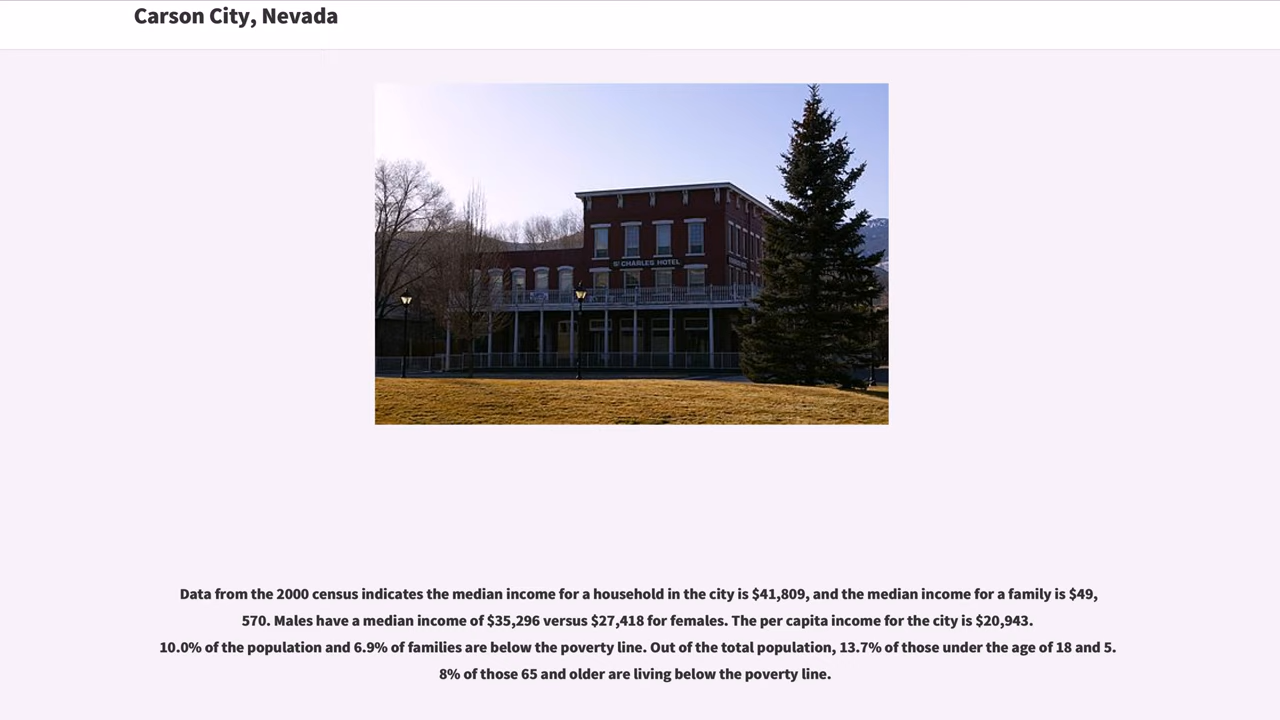 Carson City, Nevada
St CHARLES HOTEL
Data from the 2000 census indicates the median income for a household in the city is $41,809, and the median income for a family is $49,
570. Males have a median income of $35,296 versus $27,418 for females. The per capita income for the city is $20,943.
10.0% of the population and 6.9% of families are below the poverty line. Out of the total population, 13.7% of those under the age of 18 and 5.
8% of those 65 and older are living below the poverty line.